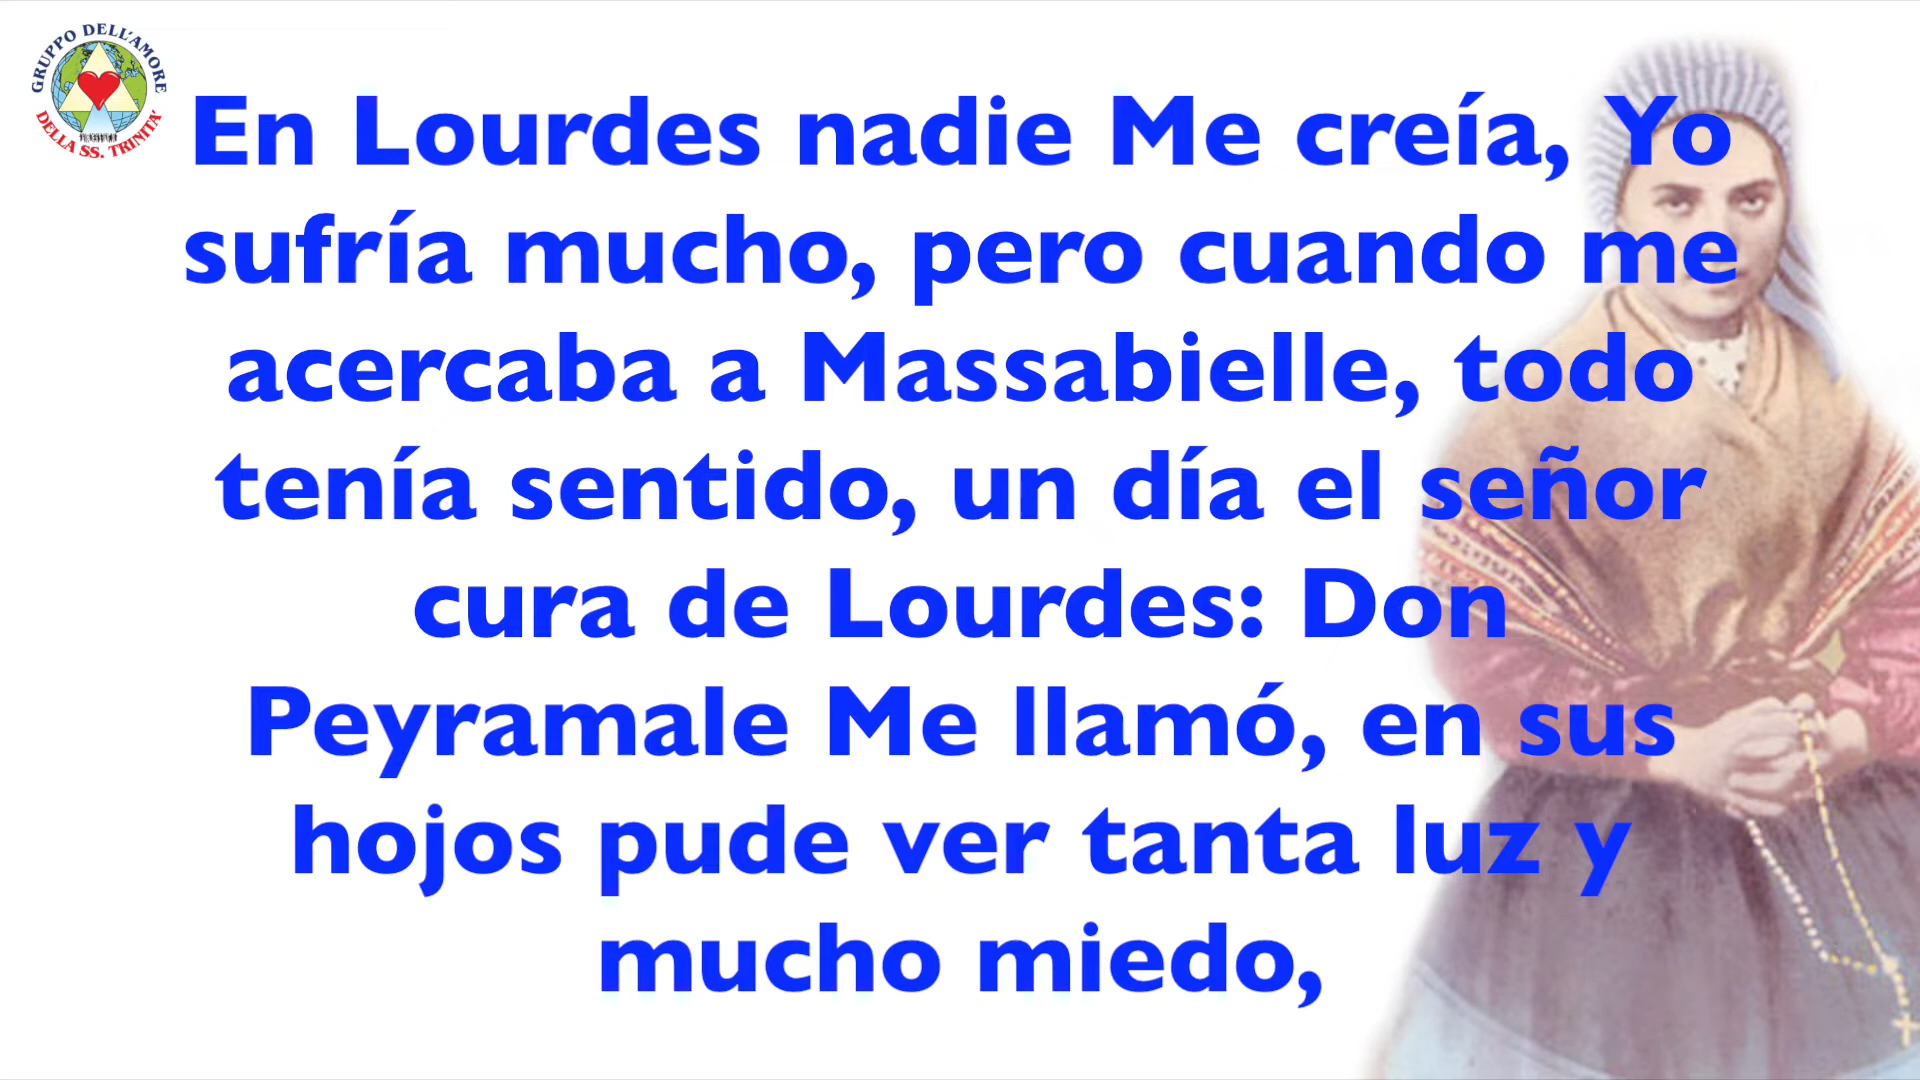 GRUPPO DELL'AMORE
DELLA SS. TRINITA'
En Lourdes nadie Me creía, Yo
sufría mucho, pero cuando me
acercaba a Massabielle, todo
tenía sentido, un día el señor
cura de Lourdes: Don
Peyramale Me llamó, en sus
hojos pude ver tanta luz y
mucho miedo,